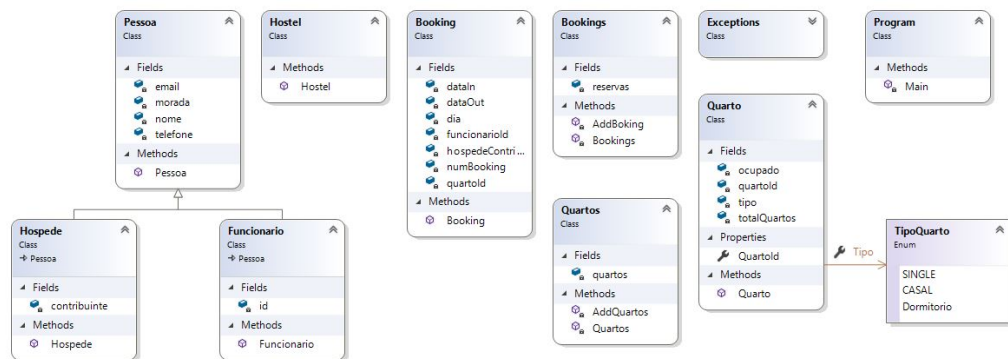 Pessoa
Class
Fields
email
morada
nome
telefone
Methods
Pessoa
Hostel
Class
Methods
Hostel
Booking
Class
Fields
dataIn
dataOut
dia
funcionarioId
hospedeContri...
numBooking
quartoId
Methods
Booking
Bookings
Class
Fields
reservas
Methods
AddBoking
Bookings
Exceptions
Class
Program
Class
Methods
Main
Quarto
Class
Fields
ocupado
quartoId
tipo
totalQuartos
Properties
QuartoId
Methods
Quarto
Tipo
Hospede
Class
Pessoa
Fields
contribuinte
Methods
Hospede
Funcionario
Class
Pessoa
Fields
id
Methods
Funcionario
Quartos
Class
Fields
quartos
Methods
AddQuartos
Quartos
TipoQuarto
Enum
SINGLE
CASAL
Dormitorio